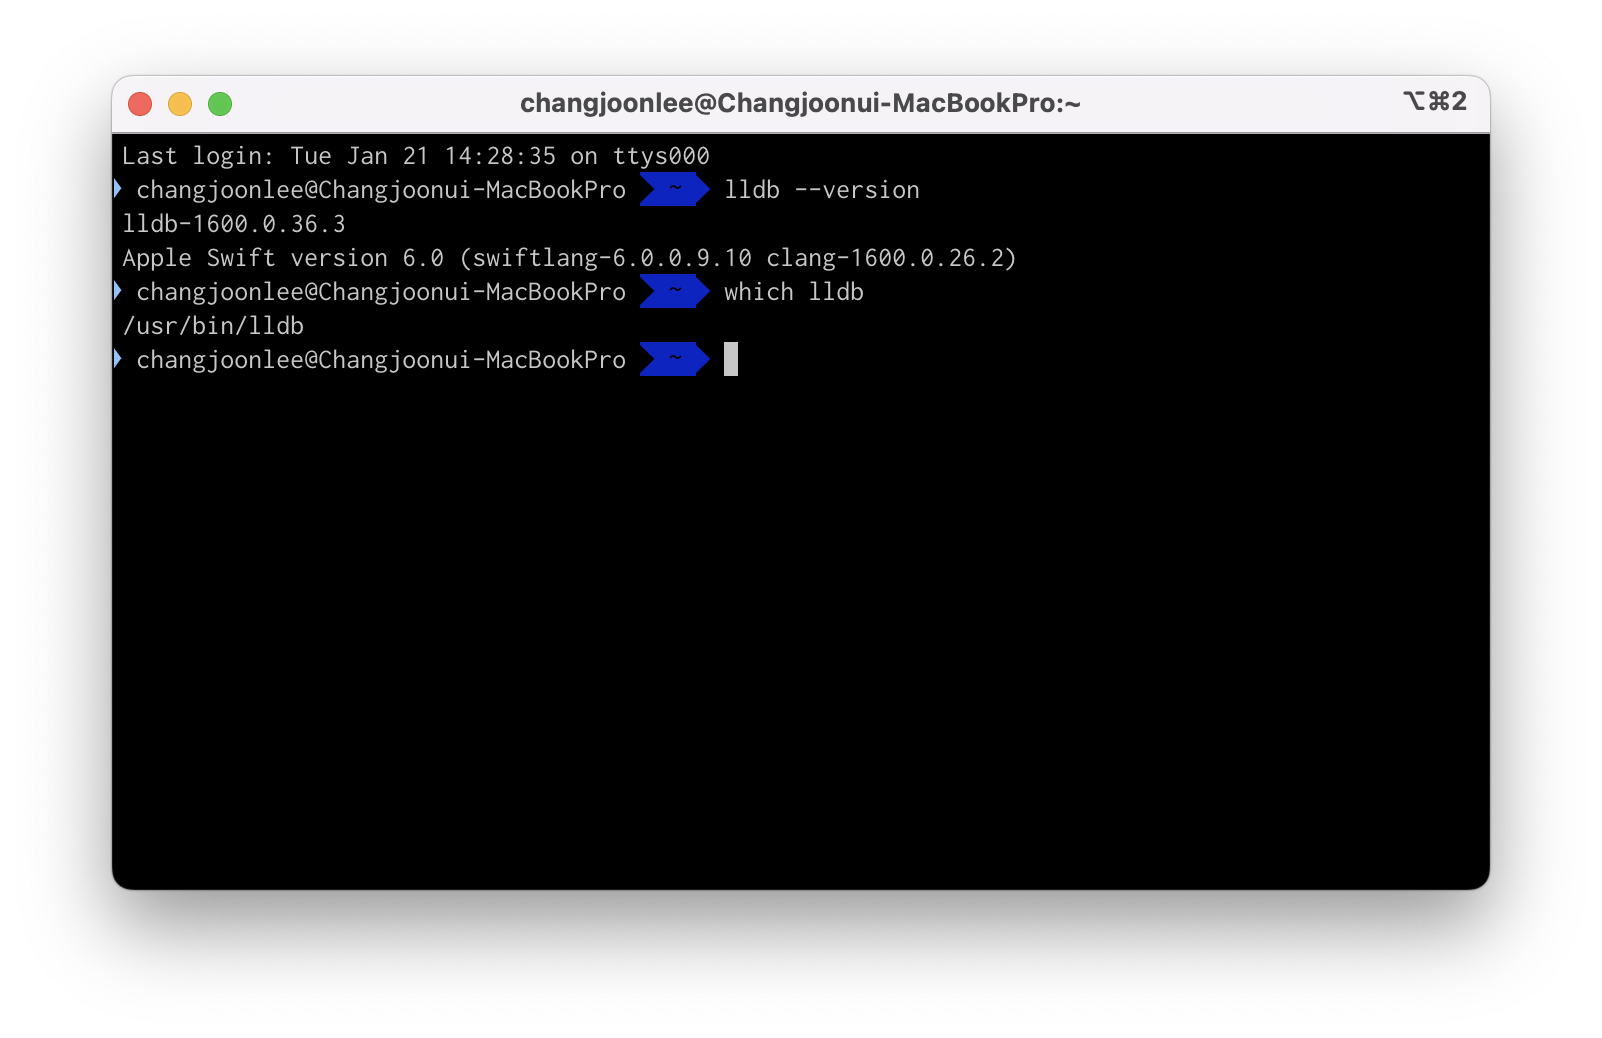 changjoonlee@Changjoonui-MacBookPro:~ ⌥⌘2
Last login: Tue Jan 21 14:28:35 on ttys000
changjoonlee@Changjoonui-MacBookPro ~ lldb --version
lldb-1600.0.36.3
Apple Swift version 6.0 (swiftlang-6.0.0.9.10 clang-1600.0.26.2)
changjoonlee@Changjoonui-MacBookPro ~ which lldb
/usr/bin/lldb
changjoonlee@Changjoonui-MacBookPro ~